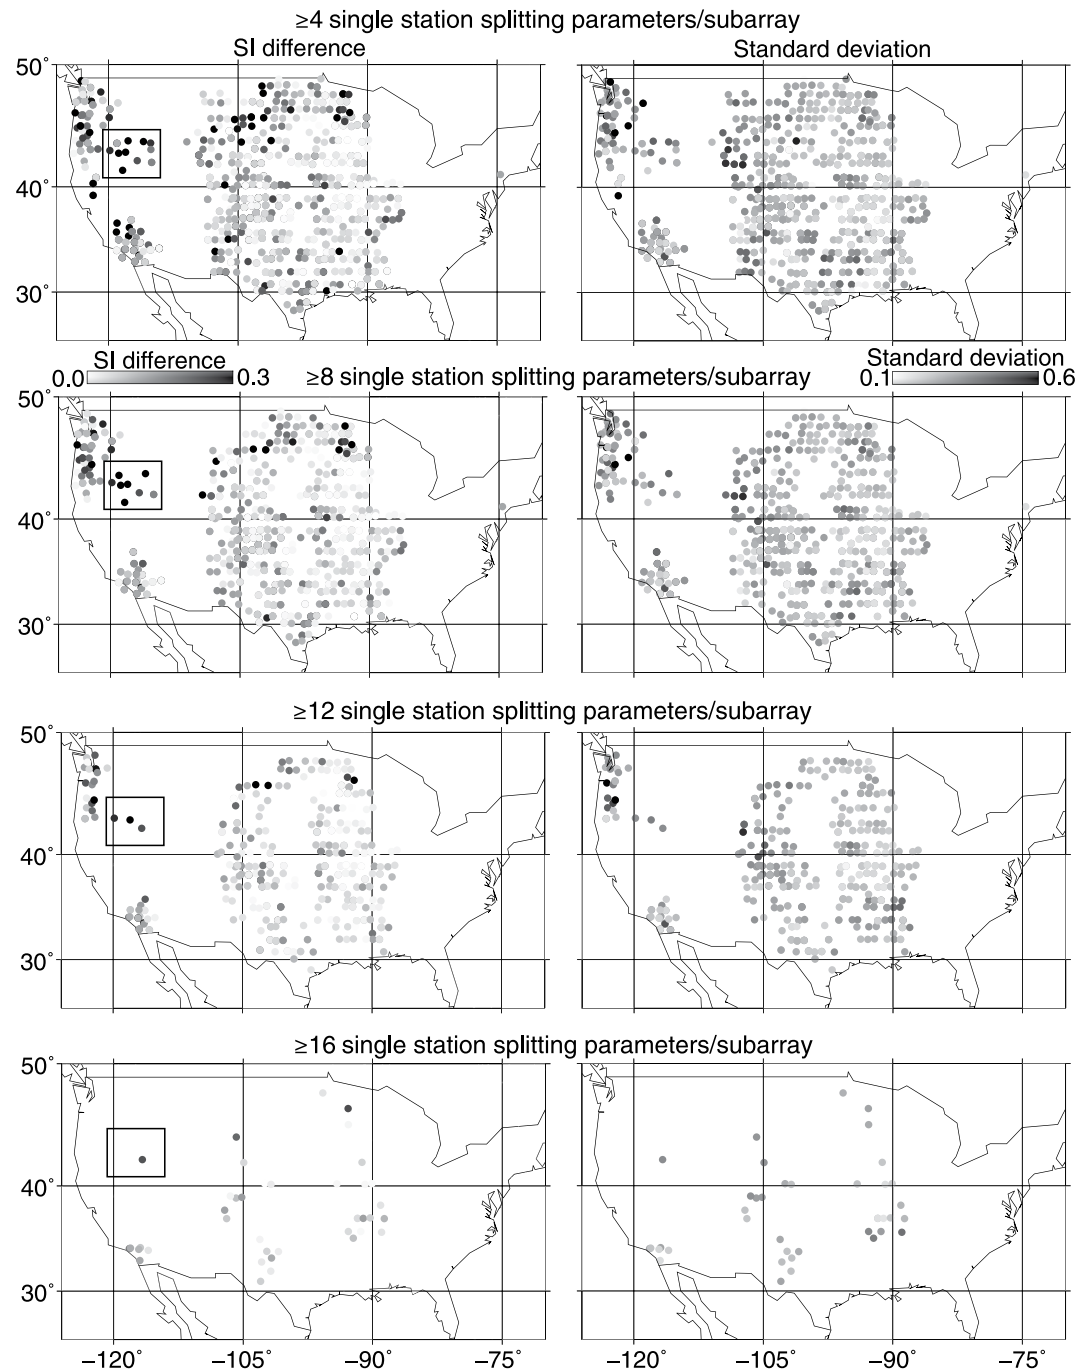 ≥4 single station splitting parameters/subarray
SI difference
Standard deviation
50˚
40˚
30˚
SI difference
0.0
0.3
≥8 single station splitting parameters/subarray
Standard deviation
0.1
0.6
50˚
40˚
30˚
≥12 single station splitting parameters/subarray
50˚
40˚
30˚
≥16 single station splitting parameters/subarray
50˚
40˚
30˚
−120˚ −105˚ −90˚ −75˚
−120˚ −105˚ −90˚ −75˚